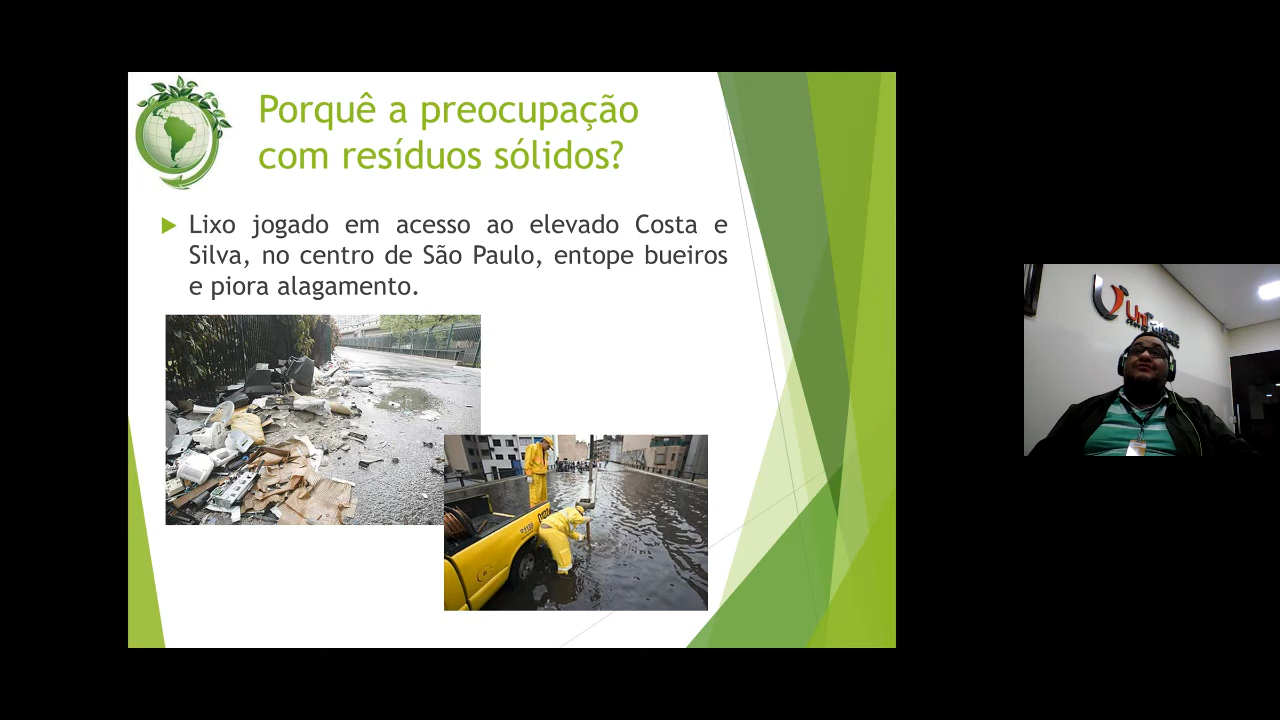 Porquê a preocupação
com resíduos sólidos?
Lixo jogado em acesso ao elevado Costa e
Silva, no centro de São Paulo, entope bueiros
e piora alagamento.